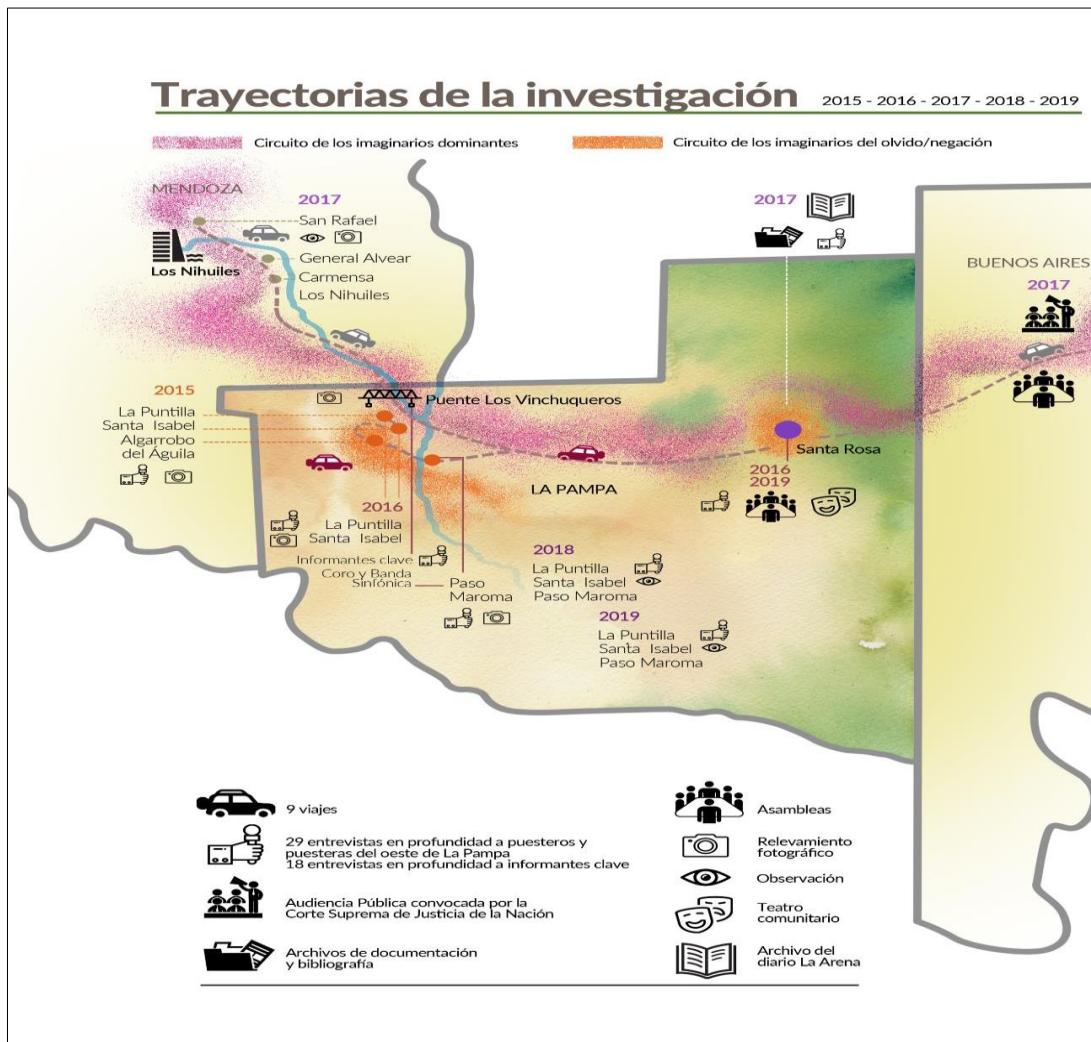 Trayectorias de la investigación 2015 - 2016 - 2017 - 2018 - 2019
Circuito de los imaginarios dominantes
Circuito de los imaginarios del olvido/negación
MENDOZA
2017
San Rafael
Los Nihuiles
General Alvear
Carmensa
Los Nihuiles
2017
BUENOS AIRES
2017
2015
La Puntilla
Santa Isabel
Algarrobo
del Águila
Puente Los Vinchuqueros
Santa Rosa
2016
2019
LA PAMPA
2016
La Puntilla
Santa Isabel
Informantes clave
Coro y Banda
Sinfónica
Paso
Maroma
2018
La Puntilla
Santa Isabel
Paso Maroma
2019
La Puntilla
Santa Isabel
Paso Maroma
9 viajes
29 entrevistas en profundidad a puesteros y
puesteras del oeste de La Pampa
18 entrevistas en profundidad a informantes clave
Audiencia Pública convocada por la
Corte Suprema de Justicia de la Nación
Archivos de documentación
y bibliografía
Asambleas
Relevamiento
fotográfico
Observación
Teatro
comunitario
Archivo del
diario La Arena